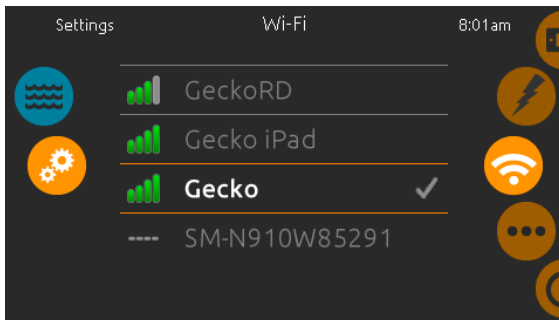 Settings Wi-Fi 8:01am
GeckoRD
Gecko iPad
Gecko
---- SM-N910W85291